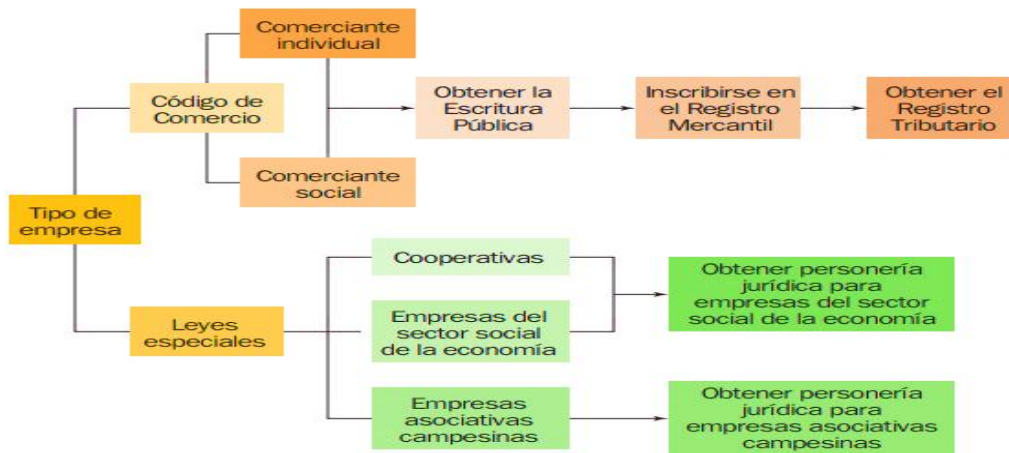 Comerciante
individual
Código de
Comercio
Obtener la
Escritura
Pública
Inscribirse en
el Registro
Mercantil
Obtener el
Registro
Tributario
Comerciante
social
Tipo de
empresa
Cooperativas
Obtener personería
jurídica para
empresas del sector
social de la economía
Leyes
especiales
Empresas del
sector social
de la economía
Empresas
asociativas
campesinas
Obtener personería
jurídica para
empresas asociativas
campesinas